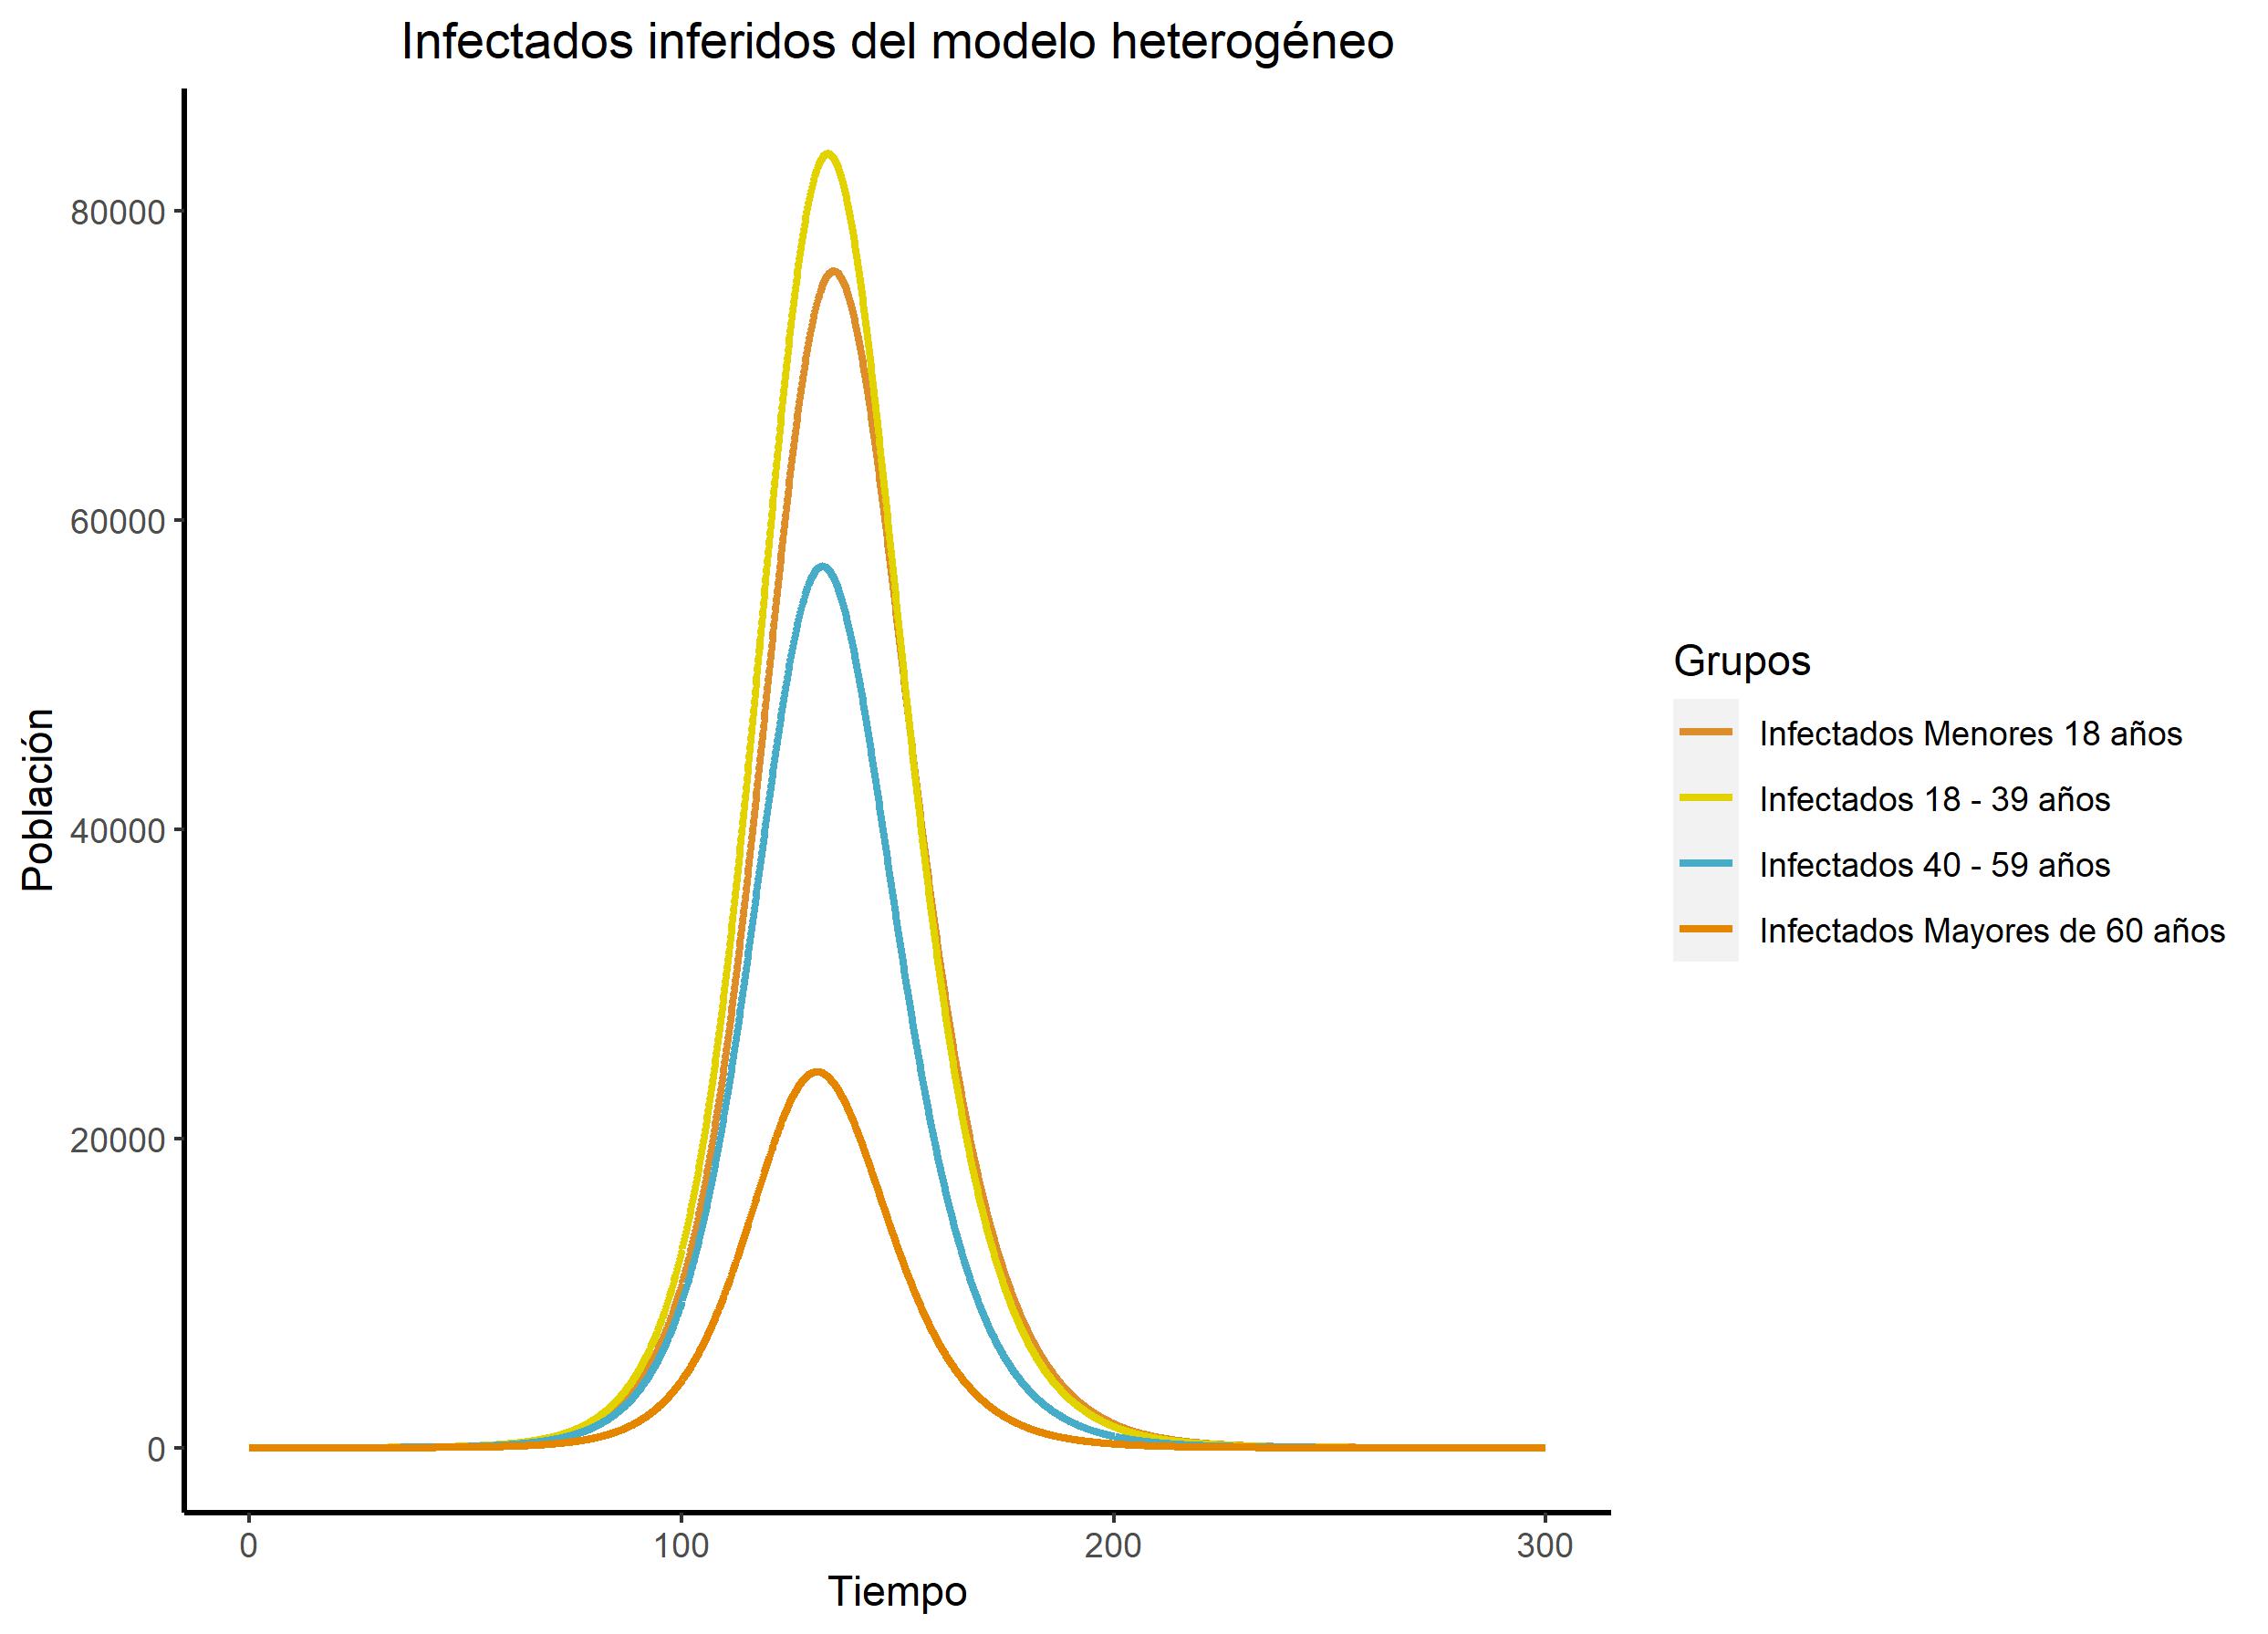 Infectados inferidos del modelo heterogéneo
Población
80000
60000
40000
20000
0
0 100 200 300
Tiempo
Grupos
Infectados Menores 18 años
Infectados 18 - 39 años
Infectados 40 - 59 años
Infectados Mayores de 60 años